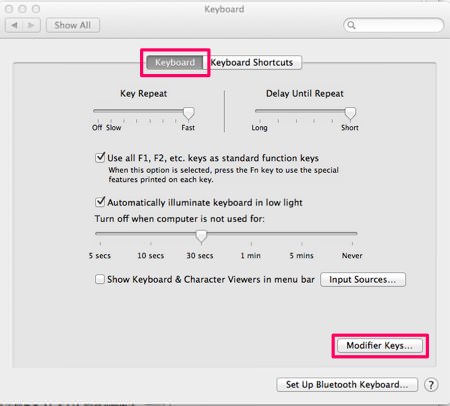 Keyboard
Show All
Keyboard Keyboard Shortcuts
Key Repeat Delay Until Repeat
Off Slow Fast Long Short
Use all F1, F2, etc. keys as standard function keys
When this option is selected, press the Fn key to use the special
features printed on each key.
Automatically illuminate keyboard in low light
Turn off when computer is not used for:
5 secs 10 secs 30 secs 1 min 5 mins Never
Show Keyboard & Character Viewers in menu bar Input Sources...
Modifier Keys...
Set Up Bluetooth Keyboard... ?